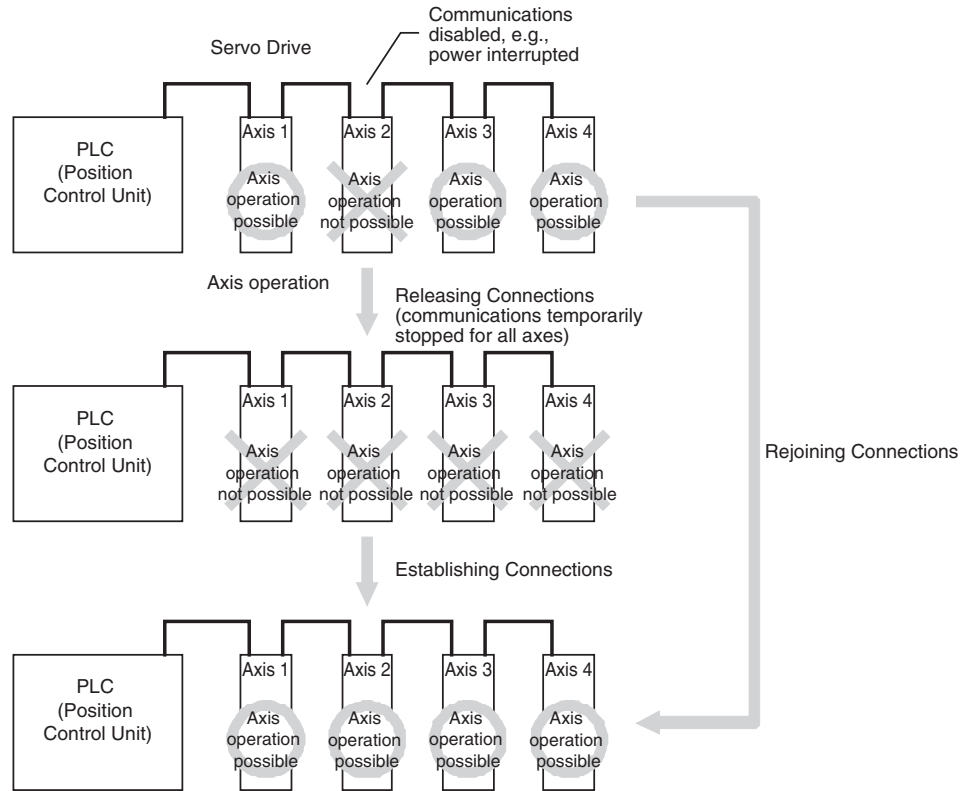 Communications
disabled, e.g.,
power interrupted
Servo Drive
PLC
(Position
Control Unit)
Axis 1
Axis
operation
possible
Axis 2
Axis
operation
not possible
Axis 3
Axis
operation
possible
Axis 4
Axis
operation
possible
Axis operation
Releasing Connections
(communications temporarily
stopped for all axes)
PLC
(Position
Control Unit)
Axis 1
Axis
operation
not possible
Axis 2
Axis
operation
not possible
Axis 3
Axis
operation
not possible
Axis 4
Axis
operation
not possible
Rejoining Connections
Establishing Connections
PLC
(Position
Control Unit)
Axis 1
Axis
operation
possible
Axis 2
Axis
operation
possible
Axis 3
Axis
operation
possible
Axis 4
Axis
operation
possible